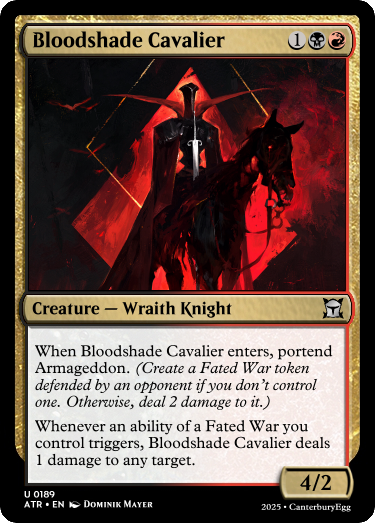 Bloodshade Cavalier 1
Creature — Wraith Knight
When Bloodshade Cavalier enters, portend
Armageddon. (Create a Fated War token
defended by an opponent if you don't control
one. Otherwise, deal 2 damage to it.)
Whenever an ability of a Fated War you
control triggers, Bloodshade Cavalier deals
1 damage to any target.
4/2
U 0189
ATR • EN Dominik Mayer
2025 • CanterburyEgg